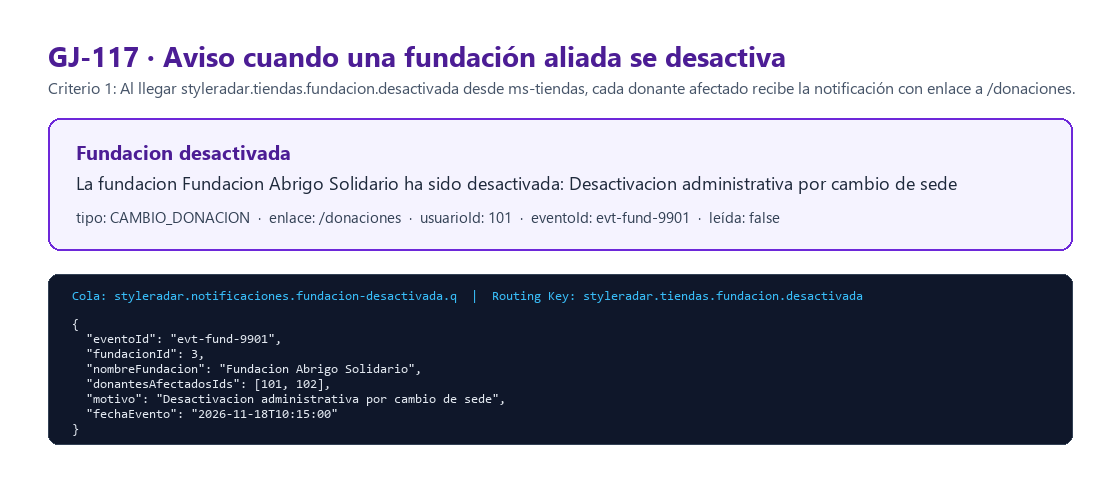 GJ-117 · Aviso cuando una fundación aliada se desactiva
Criterio 1: Al llegar styleradar.tiendas.fundacion.desactivada desde ms-tiendas, cada donante afectado recibe la notificación con enlace a /donaciones.
Fundacion desactivada
La fundacion Fundacion Abrigo Solidario ha sido desactivada: Desactivacion administrativa por cambio de sede
tipo: CAMBIO_DONACION · enlace: /donaciones · usuarioId: 101 · eventoId: evt-fund-9901 · leída: false
Cola: styleradar.notificaciones.fundacion-desactivada.q | Routing Key: styleradar.tiendas.fundacion.desactivada
{
"eventoId": "evt-fund-9901",
"fundacionId": 3,
"nombreFundacion": "Fundacion Abrigo Solidario",
"donantesAfectadosIds": [101, 102],
"motivo": "Desactivacion administrativa por cambio de sede",
"fechaEvento": "2026-11-18T10:15:00"
}